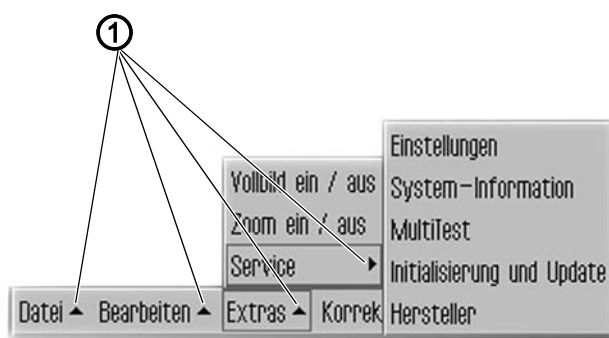 1
Einstellungen
Vollbild ein / aus
System-Information
Zoom ein / aus
MultiTest
Service
Initialisierung und Update
Datei Bearbeiten Extras Korrek
Hersteller